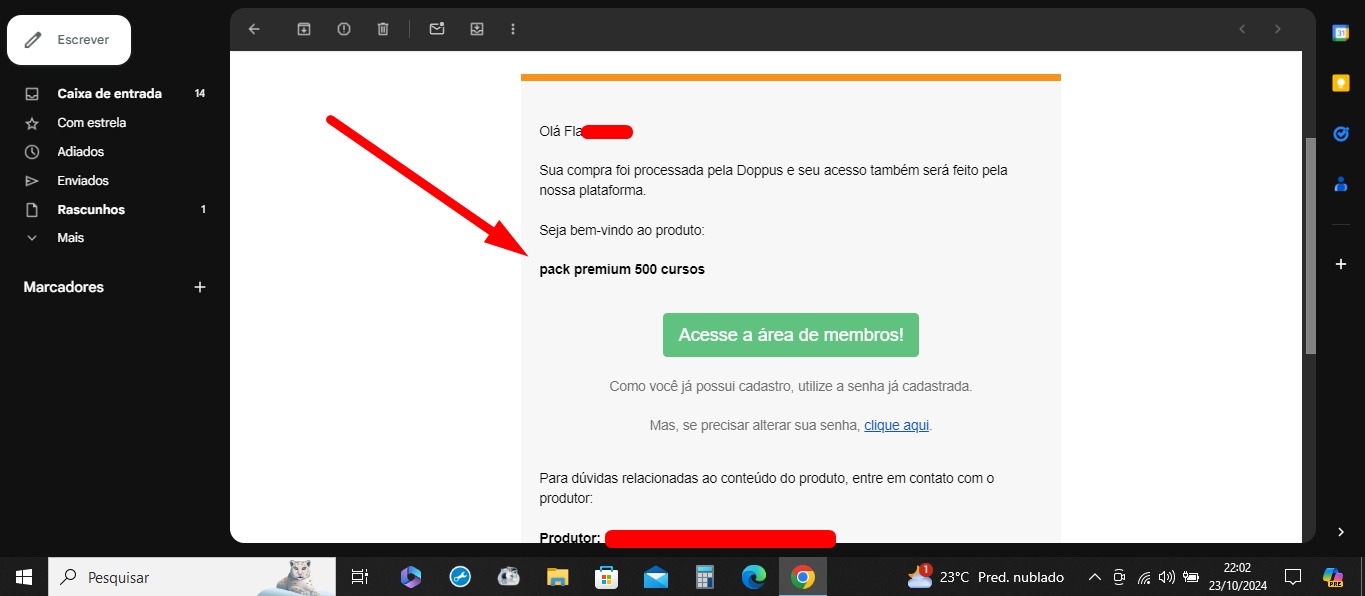 Escrever
Caixa de entrada 14
Com estrela
Adiados
Enviados
Rascunhos 1
Mais
Marcadores
Olá Fla
Sua compra foi processada pela Doppus e seu acesso também será feito pela
nossa plataforma.
Seja bem-vindo ao produto:
pack premium 500 cursos
Acesse a área de membros!
Como você já possui cadastro, utilize a senha já cadastrada.
Mas, se precisar alterar sua senha, clique aqui.
Para dúvidas relacionadas ao conteúdo do produto, entre em contato com o
produtor:
Produtor:
31
Pesquisar
1
23°C Pred. nublado
22:02
23/10/2024
PRE